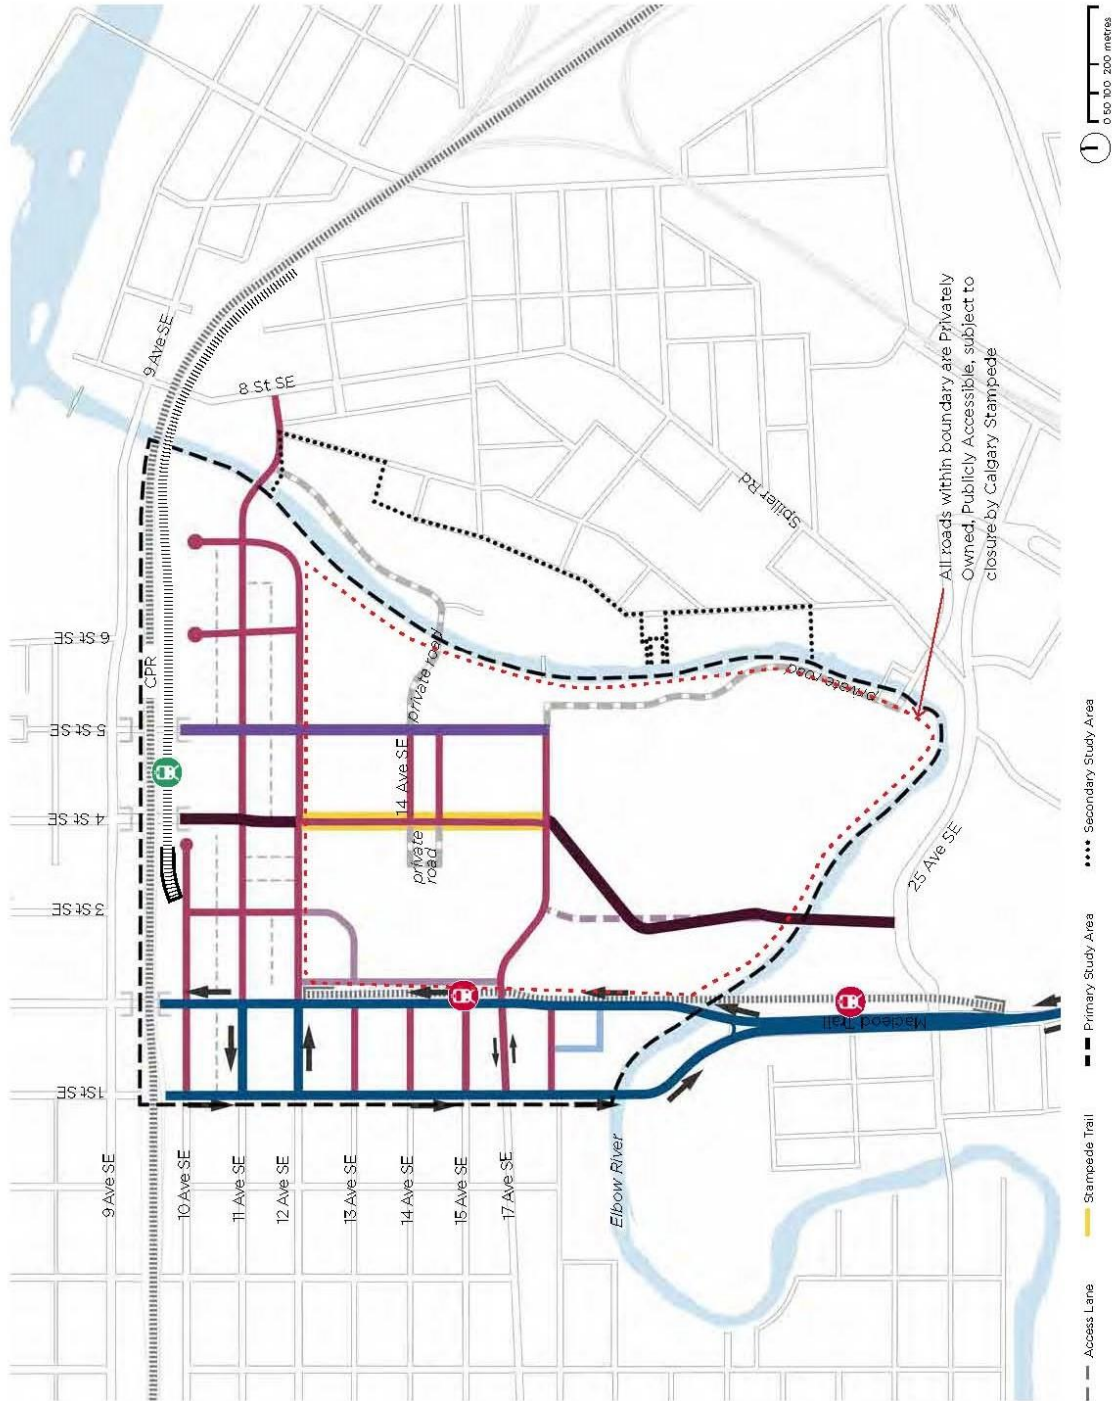 9 Ave SE
8 St SE
6 St SE
CPR
5 St SE
4 St SE
3 St SE
1 St SE
private road
14 Ave SE
private
road
private road
Spiller Rd
All roads within boundary are Privately
Owned, Publicly Accessible, subject to
closure by Calgary Stampede
25 Ave SE
Macleod Trail
9 Ave SE
10 Ave SE
11 Ave SE
12 Ave SE
13 Ave SE
14 Ave SE
15 Ave SE
17 Ave SE
Elbow River
Access Lane
Stampede Trail
Primary Study Area
Secondary Study Area
0 50 100 200 metres